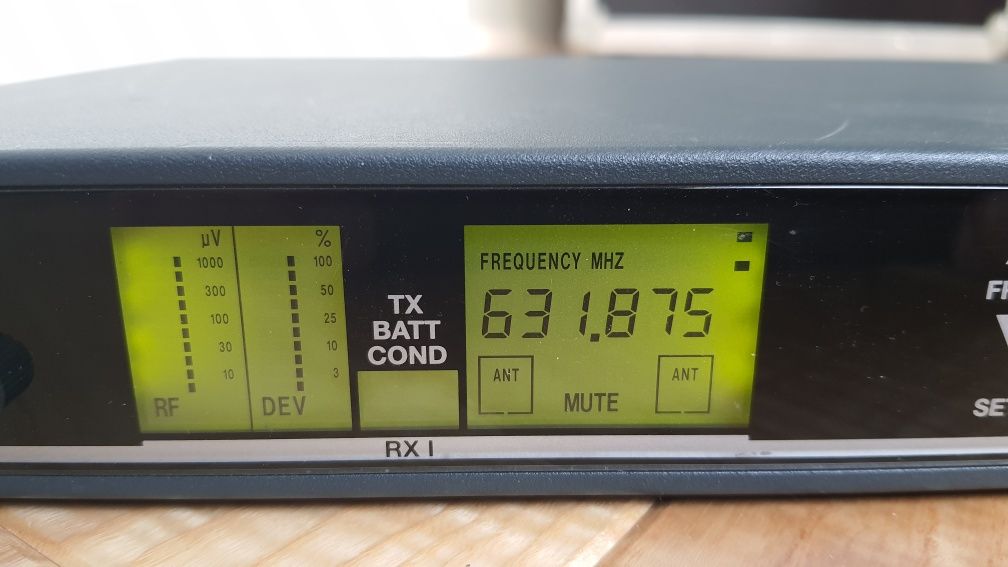 µV
1000
300
100
30
10
RF
%
100
50
25
10
3
DEV
TX
BATT
COND
RX I
FREQUENCY MHZ
631.875
ANT
ANT
MUTE